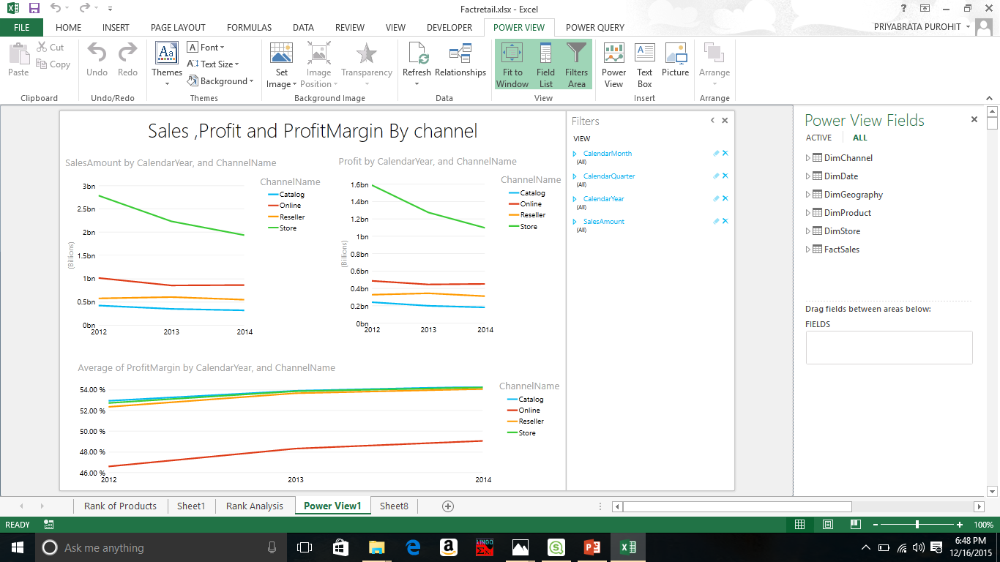 Factretail.xlsx - Excel
FILE HOME INSERT PAGE LAYOUT FORMULAS DATA REVIEW VIEW DEVELOPER POWER VIEW POWER QUERY PRIYABRATA PUROHIT
Paste
Cut
Copy
Clipboard
Undo Redo
Undo/Redo
Themes
Font
Text Size
Background
Themes
Set Image
Image Position
Transparency
Background Image
Refresh Relationships
Data
Fit to Window
Field List
Filters Area
View
Power View
Text Box
Picture
Insert
Arrange
Arrange
Sales ,Profit and ProfitMargin By channel
SalesAmount by CalendarYear, and ChannelName
ChannelName
Catalog
Online
Reseller
Store
3bn
2.5bn
2bn
1.5bn
1bn
0.5bn
0bn
(Billions)
2012 2013 2014
Profit by CalendarYear, and ChannelName
ChannelName
Catalog
Online
Reseller
Store
1.6bn
1.4bn
1.2bn
1bn
0.8bn
0.6bn
0.4bn
0.2bn
0bn
(Billions)
2012 2013 2014
Average of ProfitMargin by CalendarYear, and ChannelName
ChannelName
Catalog
Online
Reseller
Store
54.00 %
52.00 %
50.00 %
48.00 %
46.00 %
2012 2013 2014
Filters
VIEW
CalendarMonth
(All)
CalendarQuarter
(All)
CalendarYear
(All)
SalesAmount
(All)
Power View Fields
ACTIVE ALL
DimChannel
DimDate
DimGeography
DimProduct
DimStore
FactSales
Drag fields between areas below:
FIELDS
Rank of Products Sheet1 Rank Analysis Power View1 Sheet8
READY 100%
Ask me anything
LINGO
6:48 PM
12/16/2015